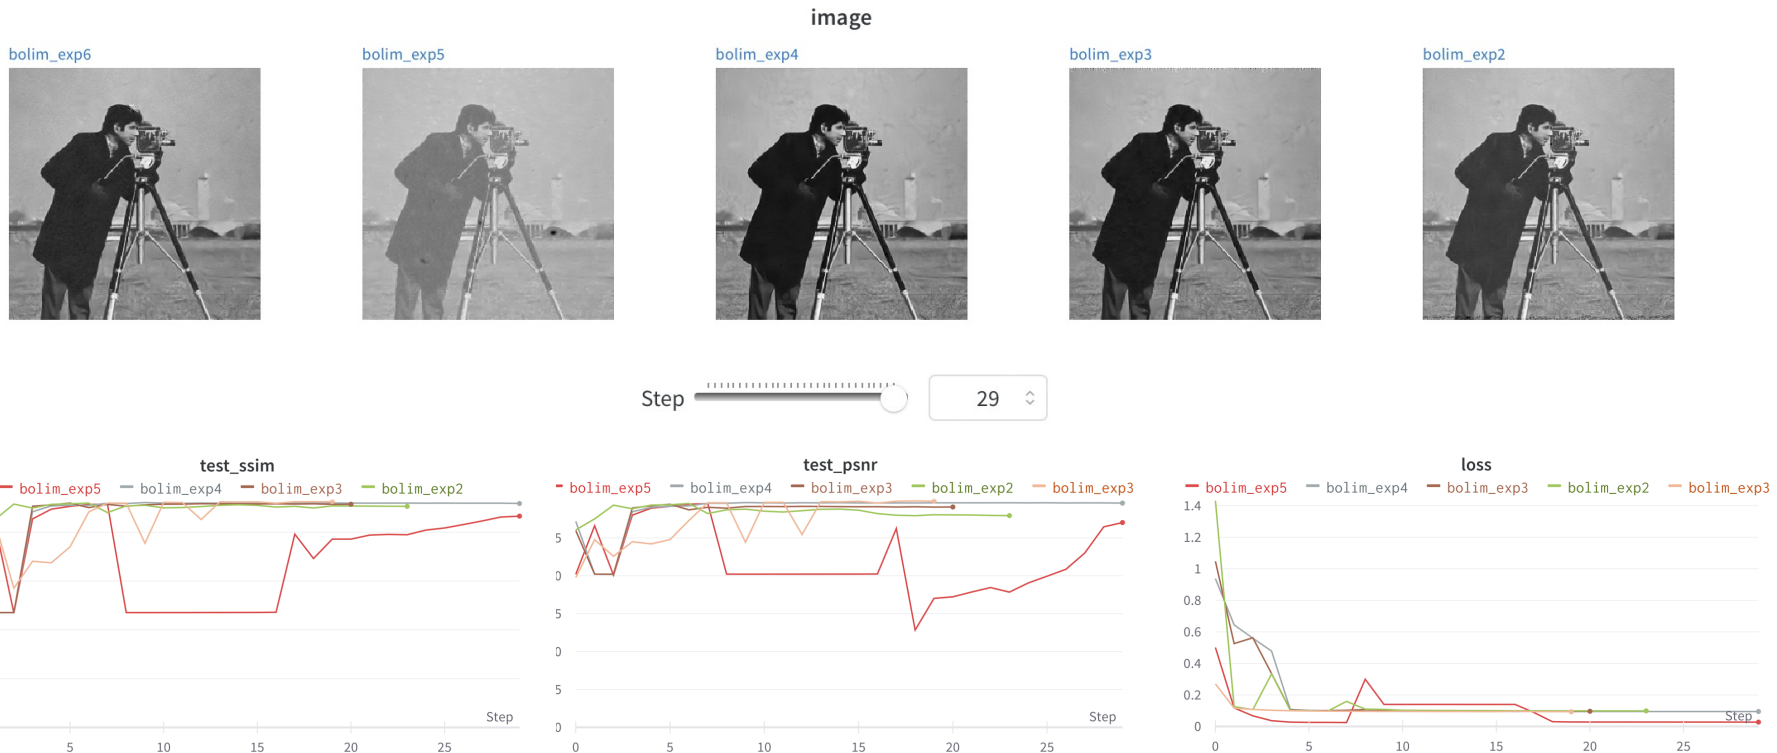 image
bolim_exp6 bolim_exp5 bolim_exp4 bolim_exp3 bolim_exp2
Step 29
test_ssim
bolim_exp5 bolim_exp4 bolim_exp3 bolim_exp2
Step
5 10 15 20 25
test_psnr
bolim_exp5 bolim_exp4 bolim_exp3 bolim_exp2 bolim_exp3
5
0
5
0
5
0
Step
0 5 10 15 20 25
loss
bolim_exp5 bolim_exp4 bolim_exp3 bolim_exp2 bolim_exp3
1.4
1.2
1
0.8
0.6
0.4
0.2
0
Step
0 5 10 15 20 25